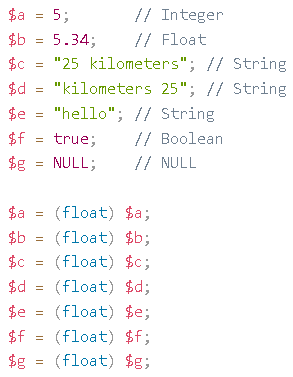 $a = 5;       // Integer
$b = 5.34;    // Float
$c = "25 kilometers"; // String
$d = "kilometers 25"; // String
$e = "hello"; // String
$f = true;    // Boolean
$g = NULL;    // NULL

$a = (float) $a;
$b = (float) $b;
$c = (float) $c;
$d = (float) $d;
$e = (float) $e;
$f = (float) $f;
$g = (float) $g;